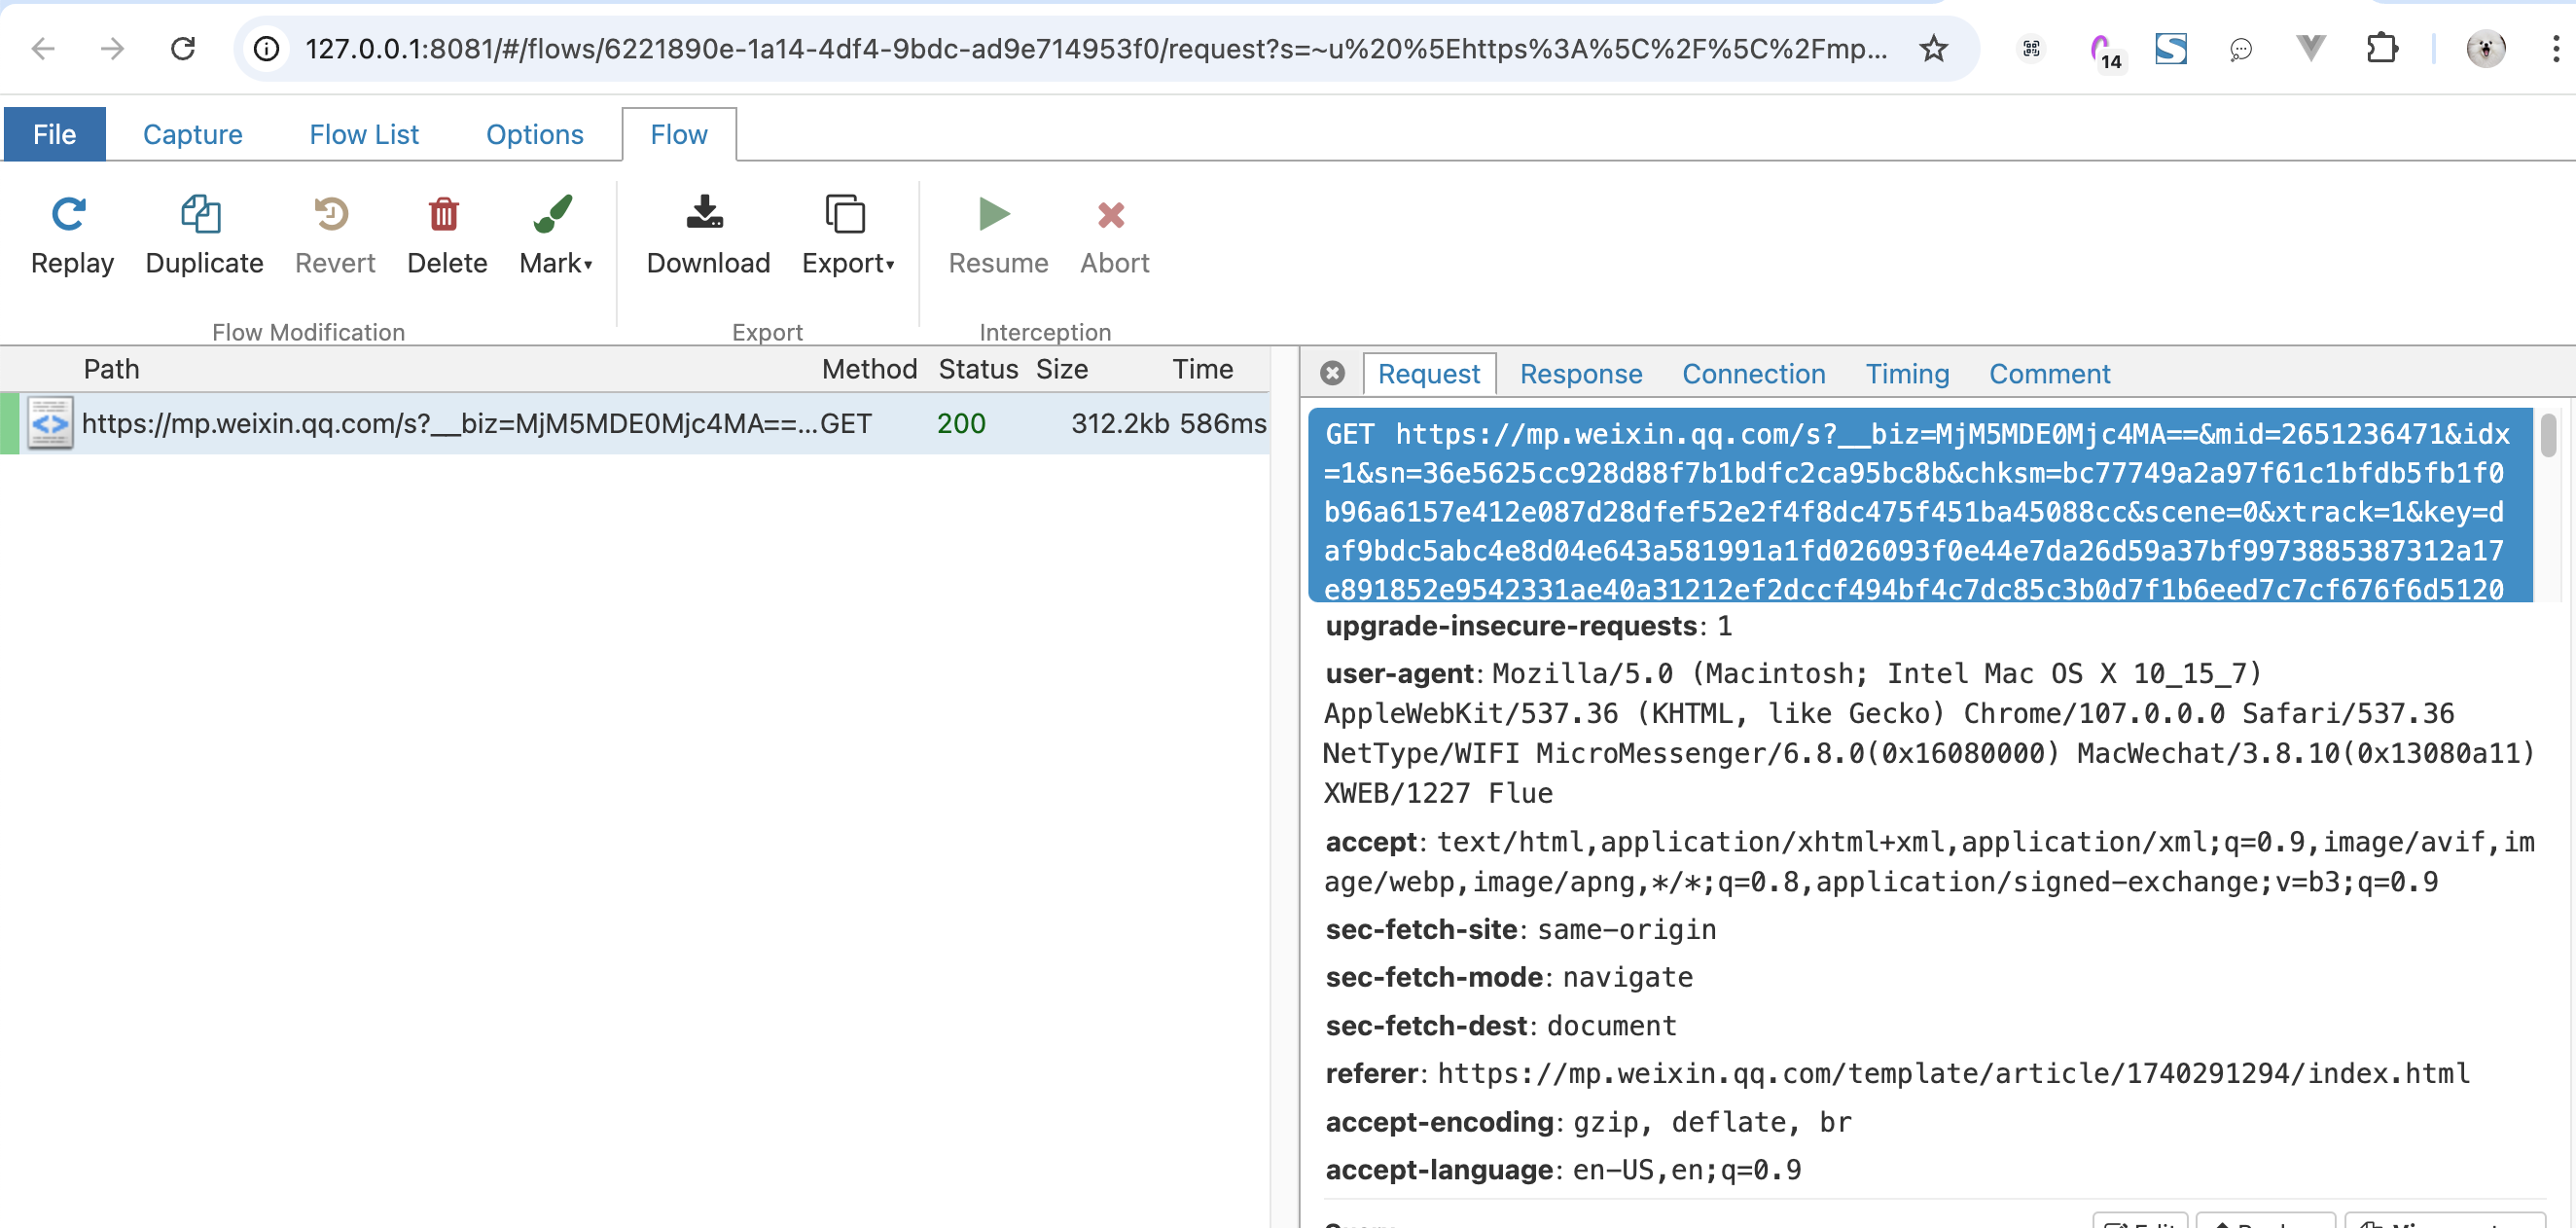 127.0.0.1:8081/#/flows/6221890e-1a14-4df4-9bdc-ad9e714953f0/request?s=~u%20%5Ehttps%3A%5C%2F%5C%2Fmp...
14
File Capture Flow List Options Flow
Replay Duplicate Revert Delete Mark▾ Download Export▾ Resume Abort
Flow Modification Export Interception
Path Method Status Size Time
https://mp.weixin.qq.com/s?__biz=MjM5MDE0Mjc4MA==... GET 200 312.2kb 586ms
Request Response Connection Timing Comment
GET https://mp.weixin.qq.com/s?__biz=MjM5MDE0Mjc4MA==&mid=2651236471&idx
=1&sn=36e5625cc928d88f7b1bdfc2ca95bc8b&chksm=bc77749a2a97f61c1bfdb5fb1f0
b96a6157e412e087d28dfef52e2f4f8dc475f451ba45088cc&scene=0&xtrack=1&key=d
af9bdc5abc4e8d04e643a581991a1fd026093f0e44e7da26d59a37bf9973885387312a17
e891852e9542331ae40a31212ef2dccf494bf4c7dc85c3b0d7f1b6eed7c7cf676f6d5120
upgrade-insecure-requests: 1
user-agent: Mozilla/5.0 (Macintosh; Intel Mac OS X 10_15_7)
AppleWebKit/537.36 (KHTML, like Gecko) Chrome/107.0.0.0 Safari/537.36
NetType/WIFI MicroMessenger/6.8.0(0x16080000) MacWechat/3.8.10(0x13080a11)
XWEB/1227 Flue
accept: text/html,application/xhtml+xml,application/xml;q=0.9,image/avif,im
age/webp,image/apng,*/*;q=0.8,application/signed-exchange;v=b3;q=0.9
sec-fetch-site: same-origin
sec-fetch-mode: navigate
sec-fetch-dest: document
referer: https://mp.weixin.qq.com/template/article/1740291294/index.html
accept-encoding: gzip, deflate, br
accept-language: en-US,en;q=0.9